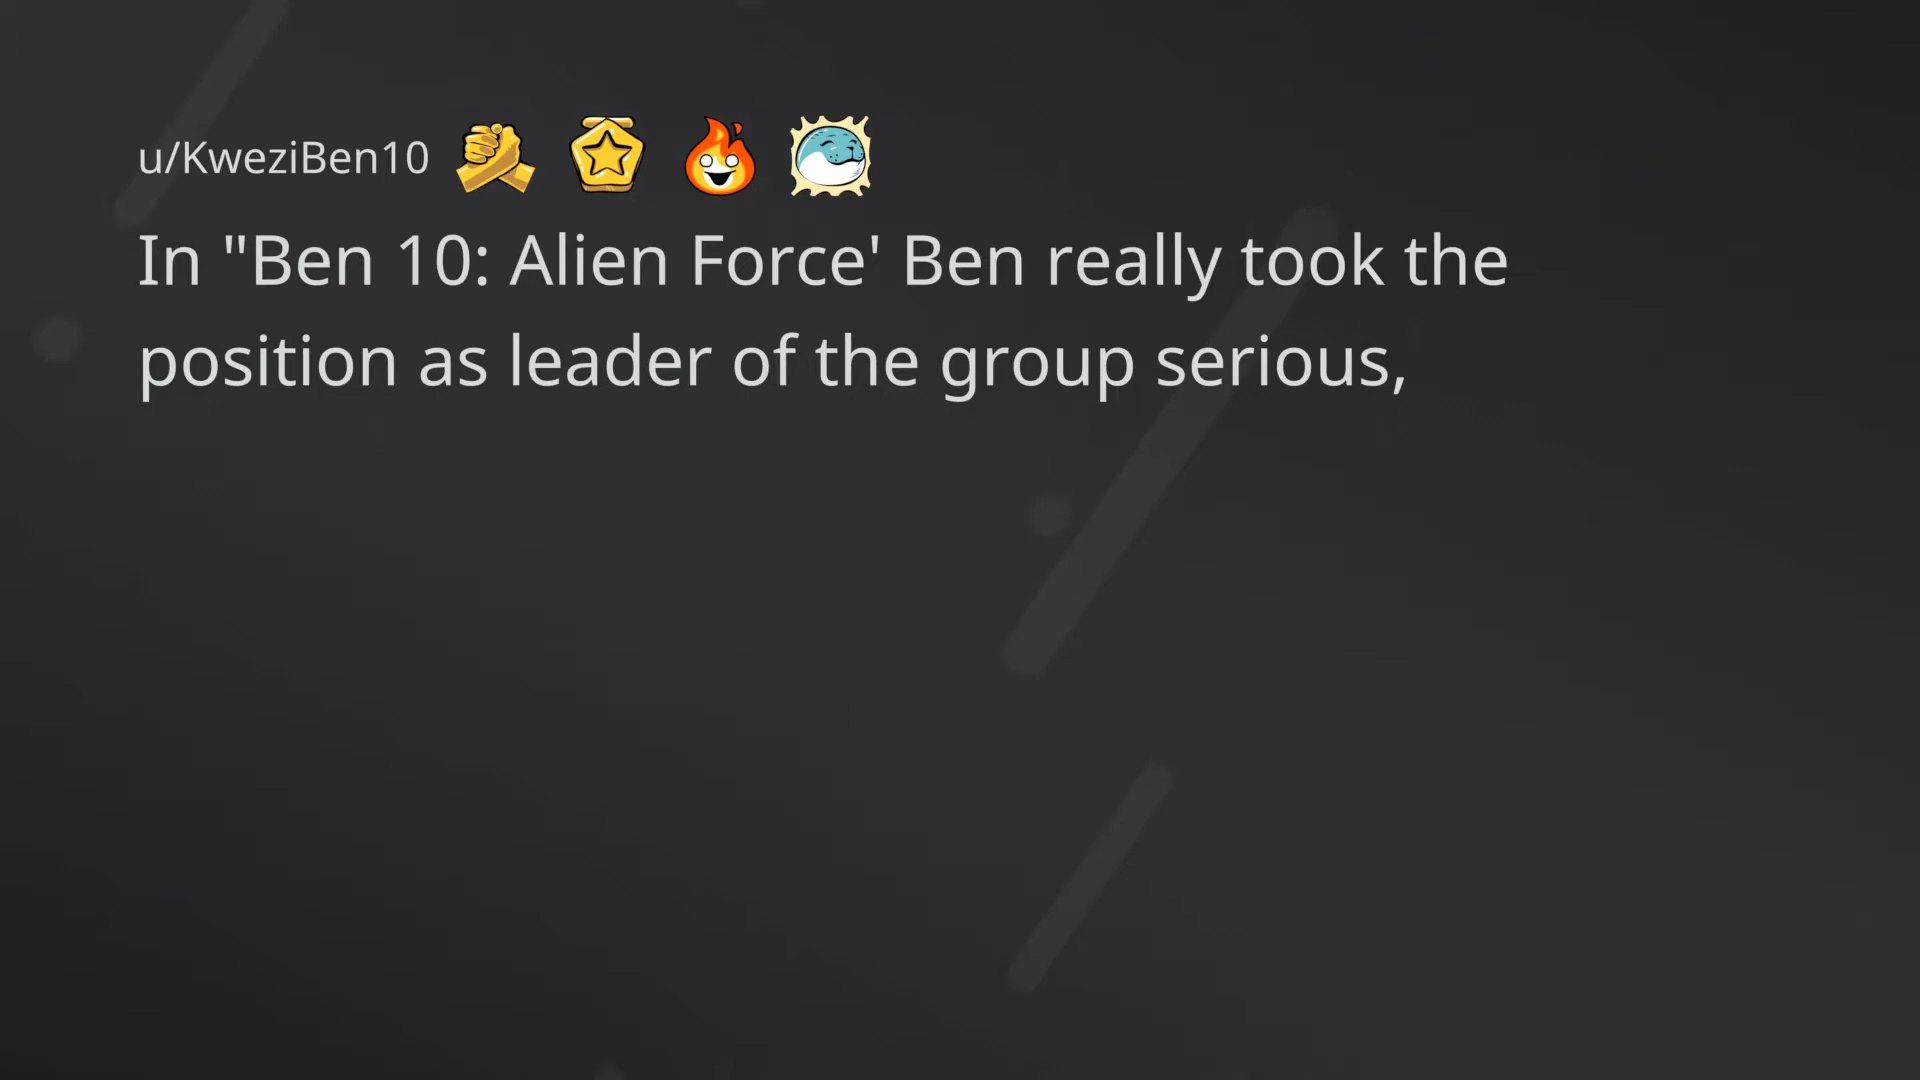 u/KweziBen10
In "Ben 10: Alien Force' Ben really took the
position as leader of the group serious,